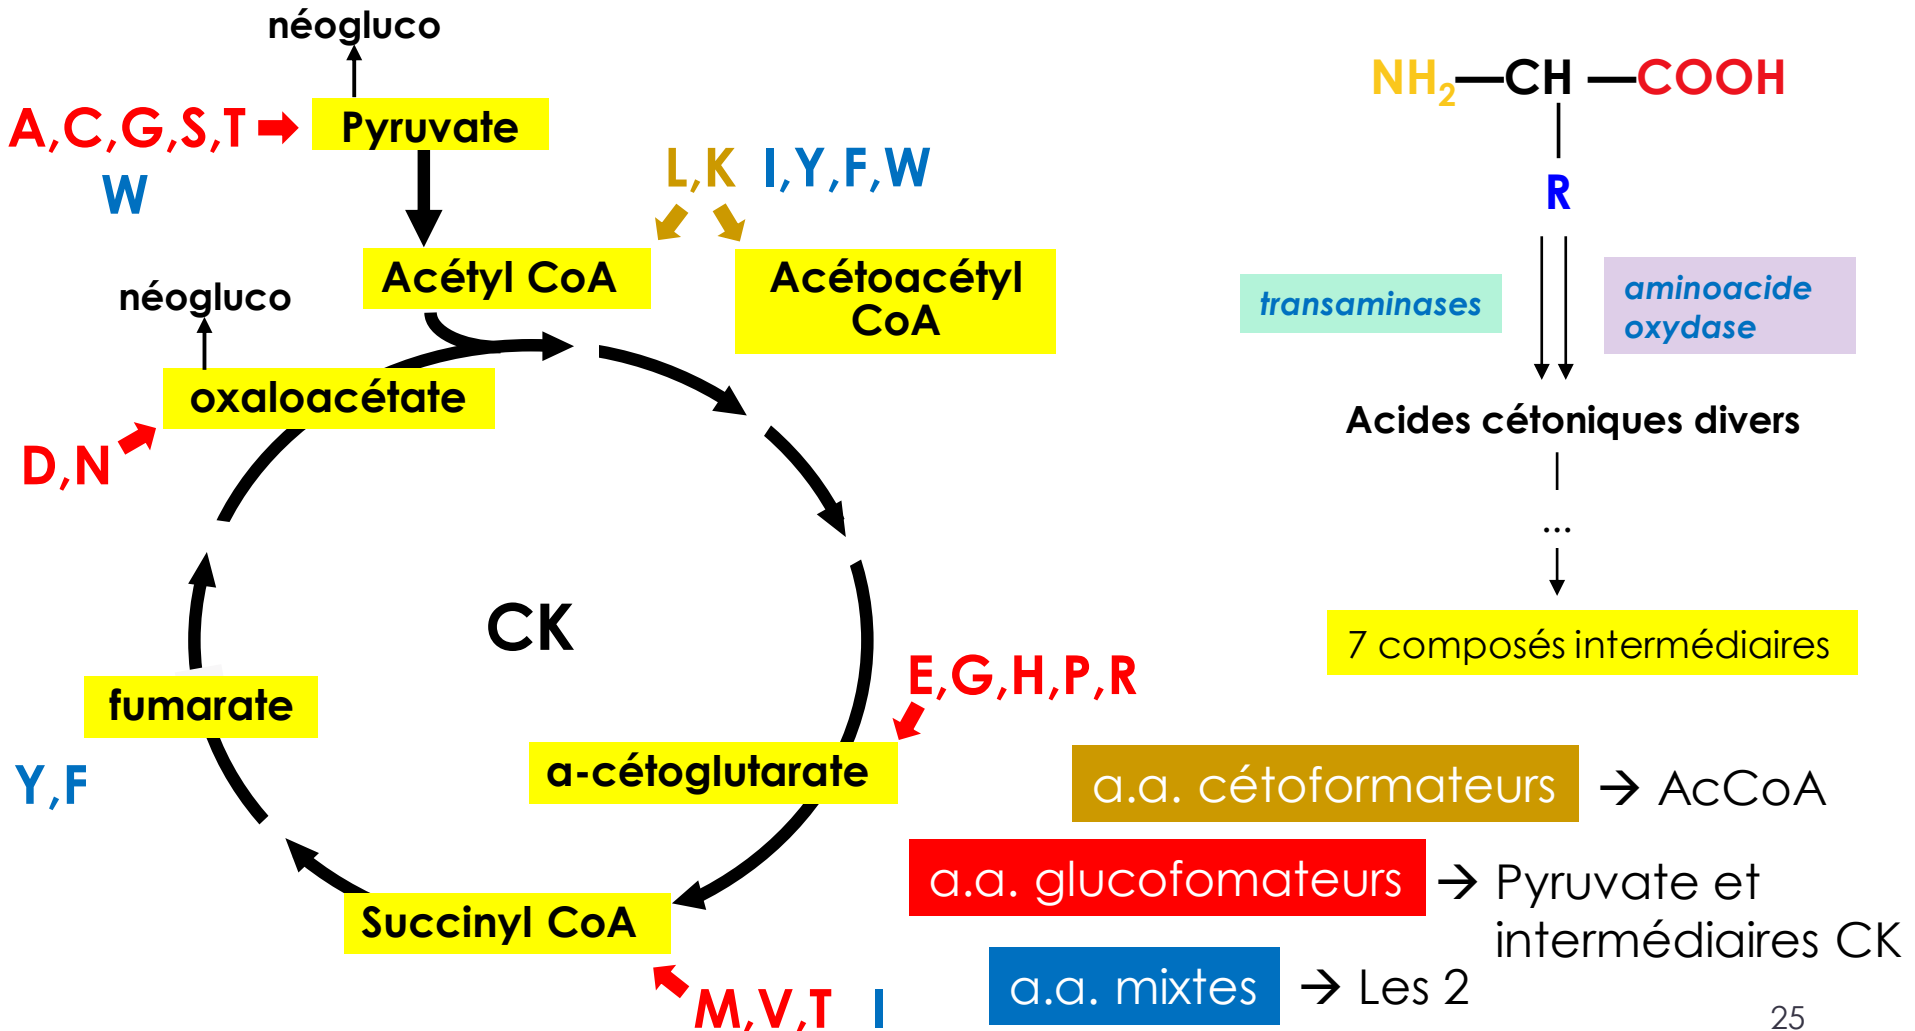 néogluco
A,C,G,S,T
Pyruvate
W
L,K I,Y,F,W
Acétyl CoA
Acétoacétyl
CoA
néogluco
oxaloacétate
D,N
CK
fumarate
E,G,H,P,R
a-cétoglutarate
Y,F
Succinyl CoA
M,V,T I
NH2—CH—COOH
R
transaminases
aminoacide
oxydase
Acides cétoniques divers
...
7 composés intermédiaires
a.a. cétoformateurs → AcCoA
a.a. glucofomateurs → Pyruvate et
intermédiaires CK
a.a. mixtes → Les 2
25